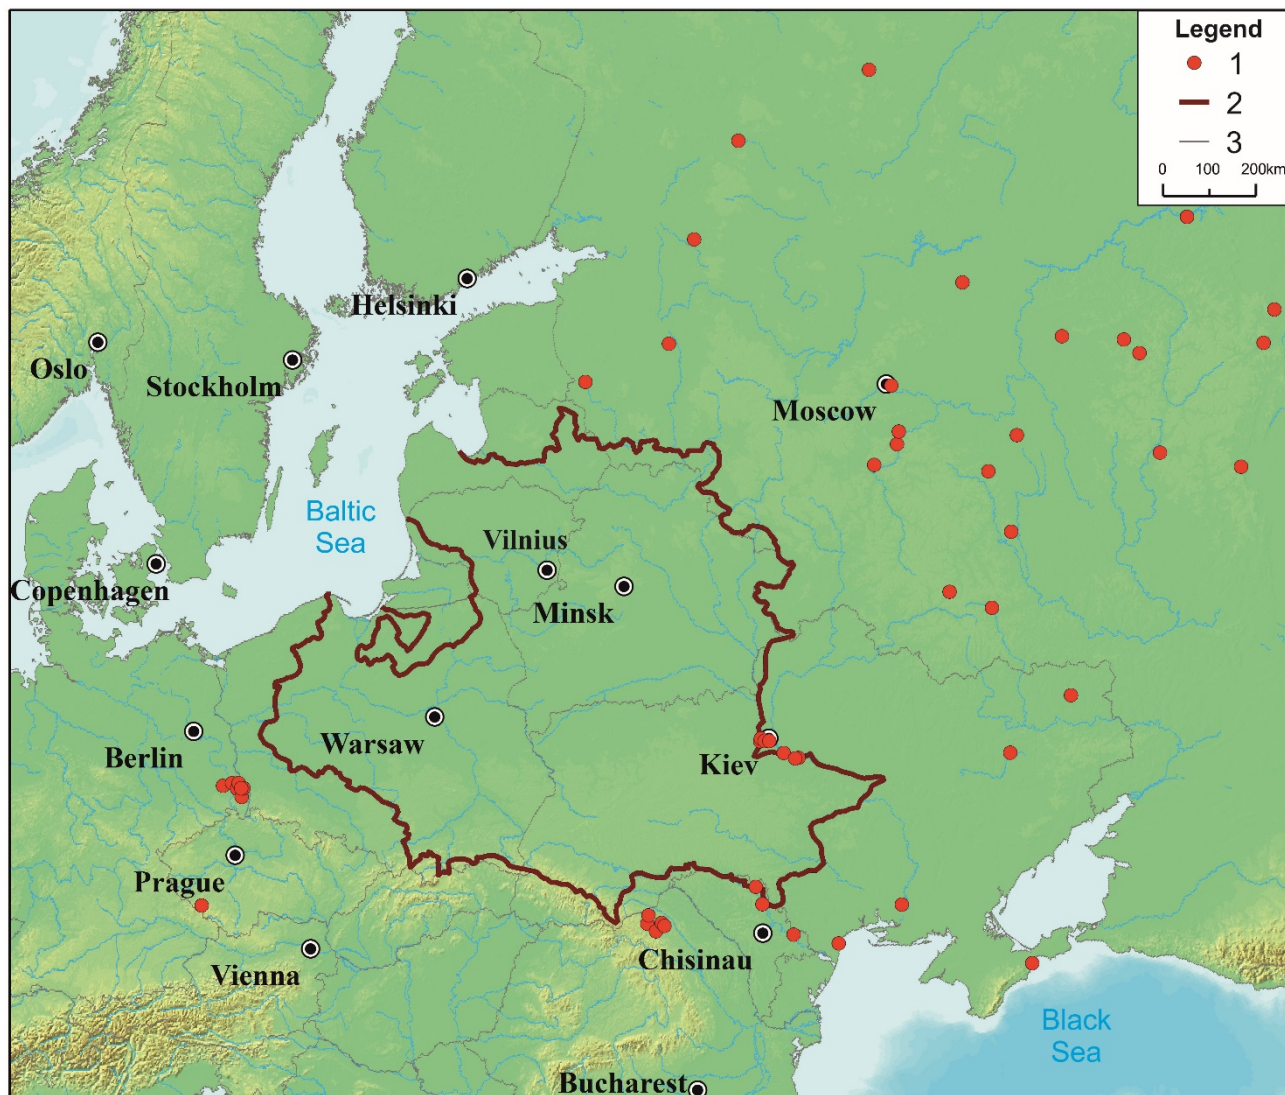 Legend
1
2
3
0 100 200km
Helsinki
Oslo
Stockholm
Moscow
Baltic
Sea
Vilnius
Copenhagen
Minsk
Berlin
Warsaw
Kiev
Prague
Vienna
Chisinau
Black
Sea
Bucharest